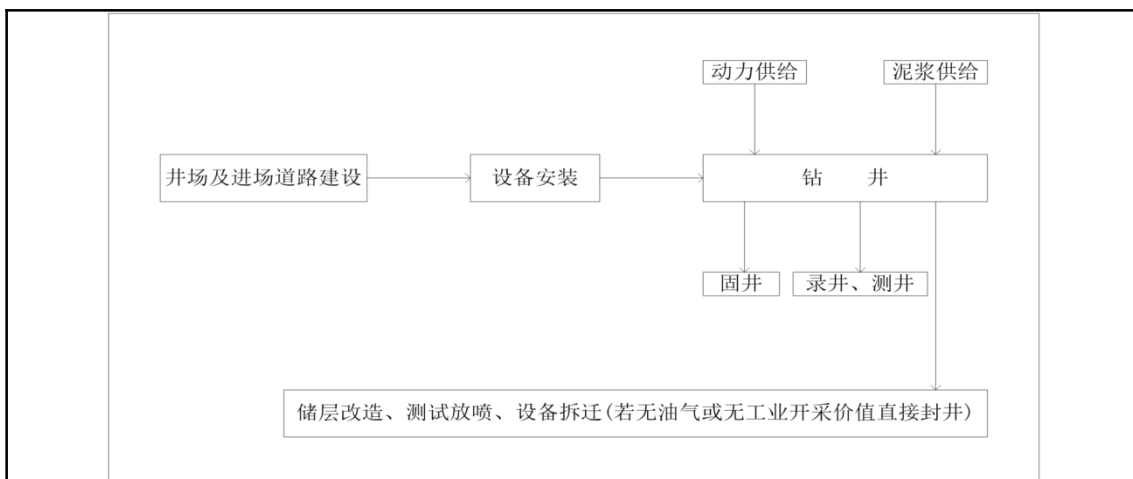 动力供给
泥浆供给
井场及进场道路建设
设备安装
钻 井
固井
录井、测井
储层改造、测试放喷、设备拆迁(若无油气或无工业开采价值直接封井)